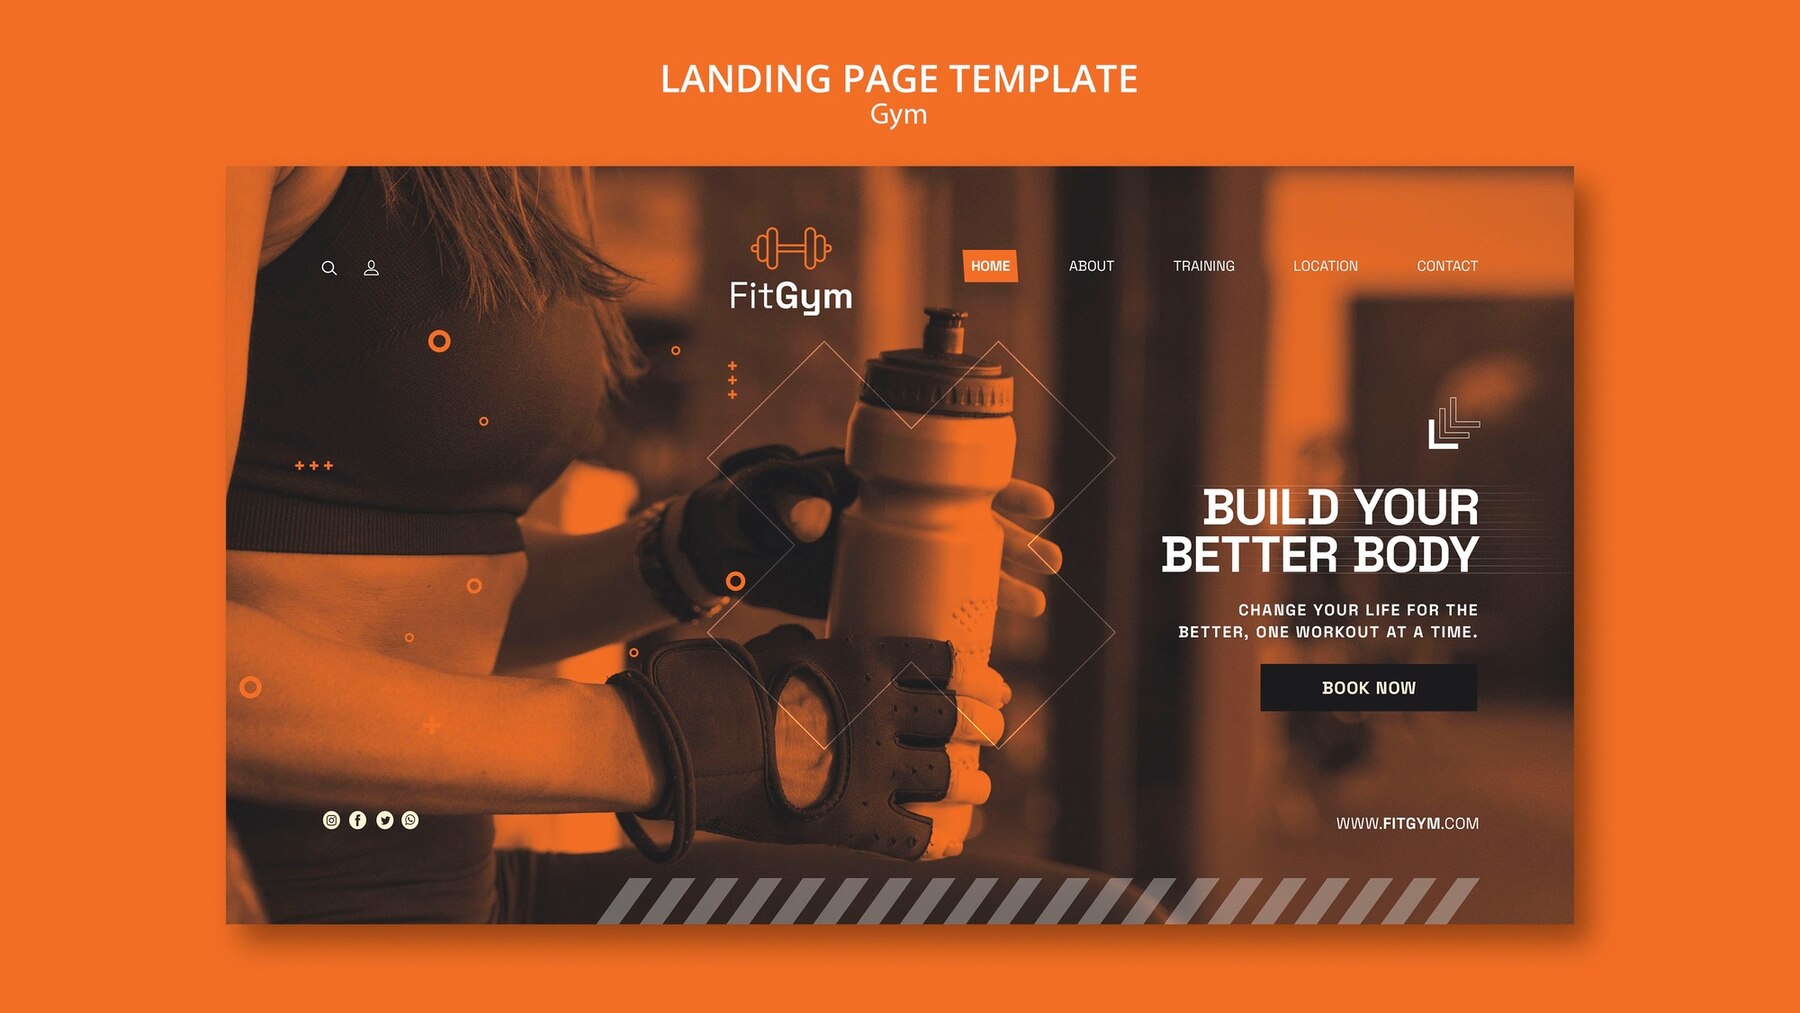 LANDING PAGE TEMPLATE
Gym
FitGym
HOME
ABOUT
TRAINING
LOCATION
CONTACT
BUILD YOUR
BETTER BODY
CHANGE YOUR LIFE FOR THE
BETTER, ONE WORKOUT AT A TIME.
BOOK NOW
WWW.FITGYM.COM